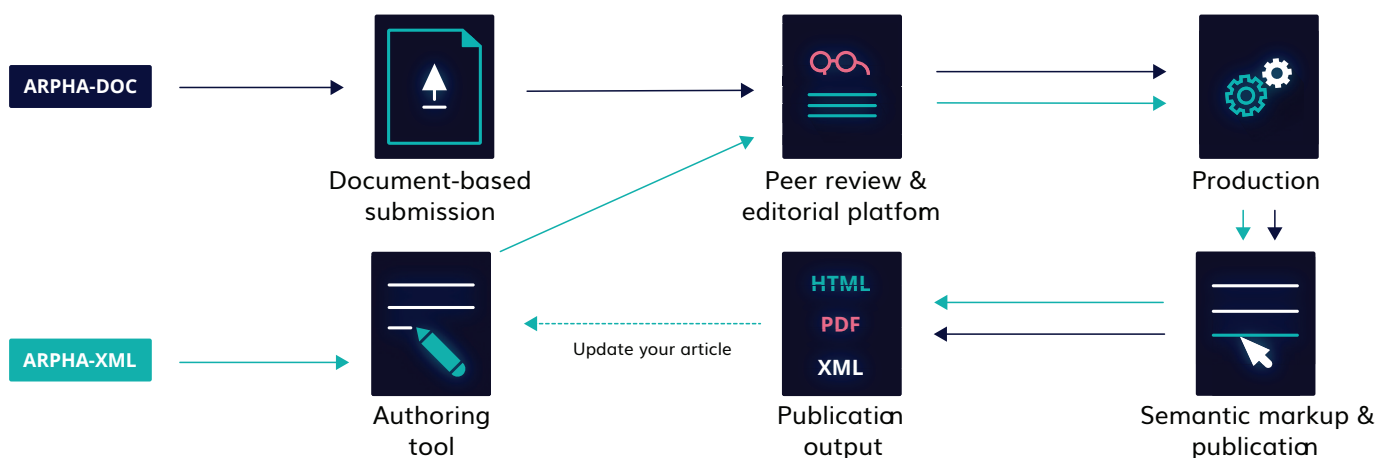 ARPHA-DOC
Document-based
submission
Peer review &
editorial platfom
Production
ARPHA-XML
Authoring
tool
Update your article
HTML
PDF
XML
Publication
output
Semantic markup &
publication